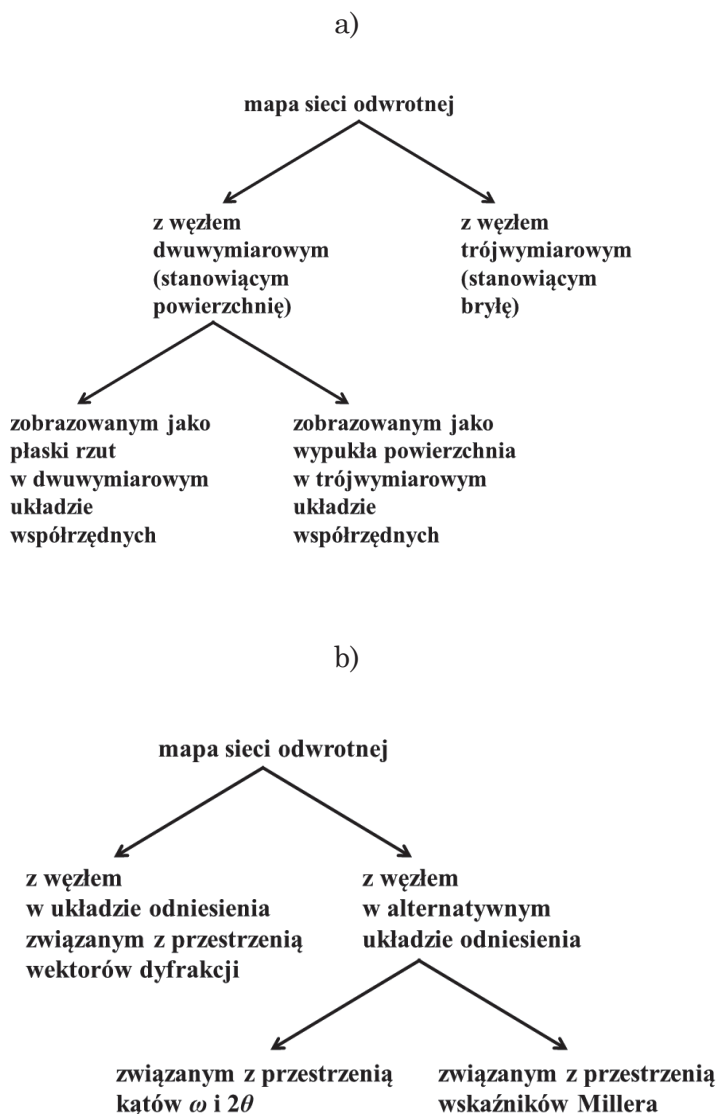 a)
mapa sieci odwrotnej
z węzłem
dwuwymiarowym
(stanowiącym
powierzchnię)
z węzłem
trójwymiarowym
(stanowiącym
bryłę)
zobrazowanym jako
płaski rzut
w dwuwymiarowym
układzie
współrzędnych
zobrazowanym jako
wypukła powierzchnia
w trójwymiarowym
układzie
współrzędnych
b)
mapa sieci odwrotnej
z węzłem
w układzie odniesienia
związanym z przestrzenią
wektorów dyfrakcji
z węzłem
w alternatywnym
układzie odniesienia
związanym z przestrzenią
kątów ω i 2θ
związanym z przestrzenią
wskaźników Millera